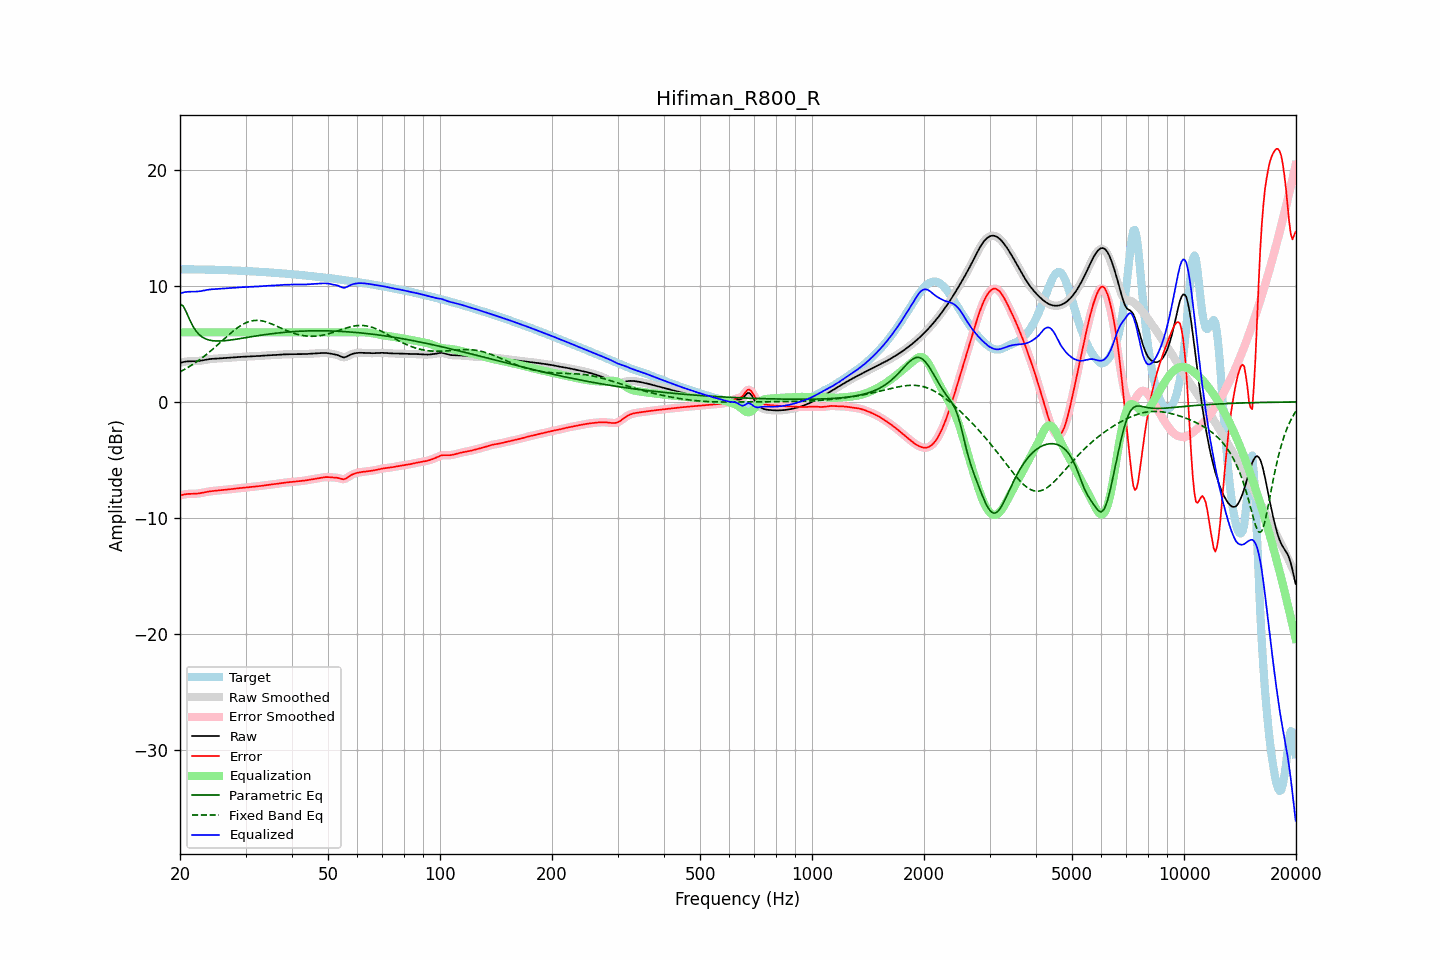 Hifiman_R800_R
Amplitude (dBr)
20
10
0
−10
−20
−30
Target
Raw Smoothed
Error Smoothed
Raw
Error
Equalization
Parametric Eq
Fixed Band Eq
Equalized
20 50 100 200 500 1000 2000 5000 10000 20000
Frequency (Hz)